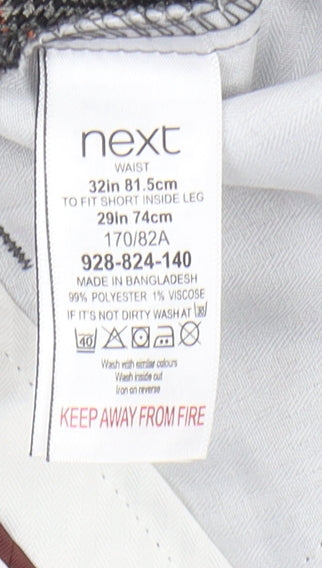 next
WAIST
32in 81.5cm
TO FIT SHORT INSIDE LEG
29in 74cm
170/82A
928-824-140
MADE IN BANGLADESH
99% POLYESTER 1% VISCOSE
IF IT'S NOT DIRTY WASH AT 30
40
Wash with similar colours
Wash inside out
Iron on reverse
KEEP AWAY FROM FIRE